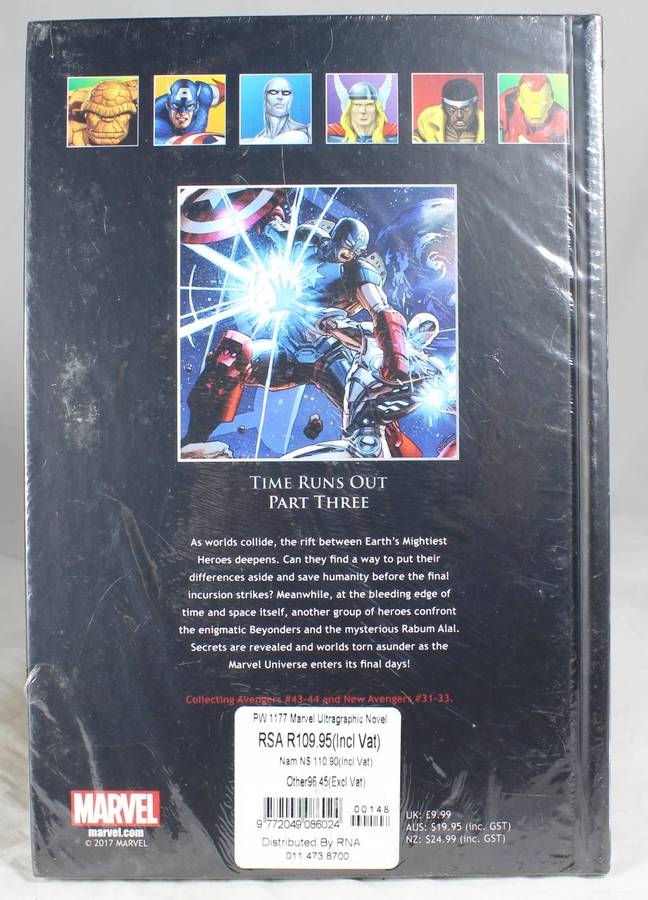 TIME RUNS OUT
PART THREE
As worlds collide, the rift between Earth's Mightiest
Heroes deepens. Can they find a way to put their
differences aside and save humanity before the final
incursion strikes? Meanwhile, at the bleeding edge of
time and space itself, another group of heroes confront
the enigmatic Beyonders and the mysterious Rabum Alal.
Secrets are revealed and worlds torn asunder as the
Marvel Universe enters its final days!
Collecting Avengers #43-44 and New Avengers #31-33.
PW 1177 Marvel Ultragraphic Novel
RSA R109.95(Incl Vat)
Nam N$ 110.90(Incl Vat)
Other96.45(Excl Vat)
00148
9 772049 086024
Distributed By RNA
011 473 8700
MARVEL
marvel.com
© 2017 MARVEL
UK: £9.99
AUS: $19.95 (inc. GST)
NZ: $24.99 (inc. GST)